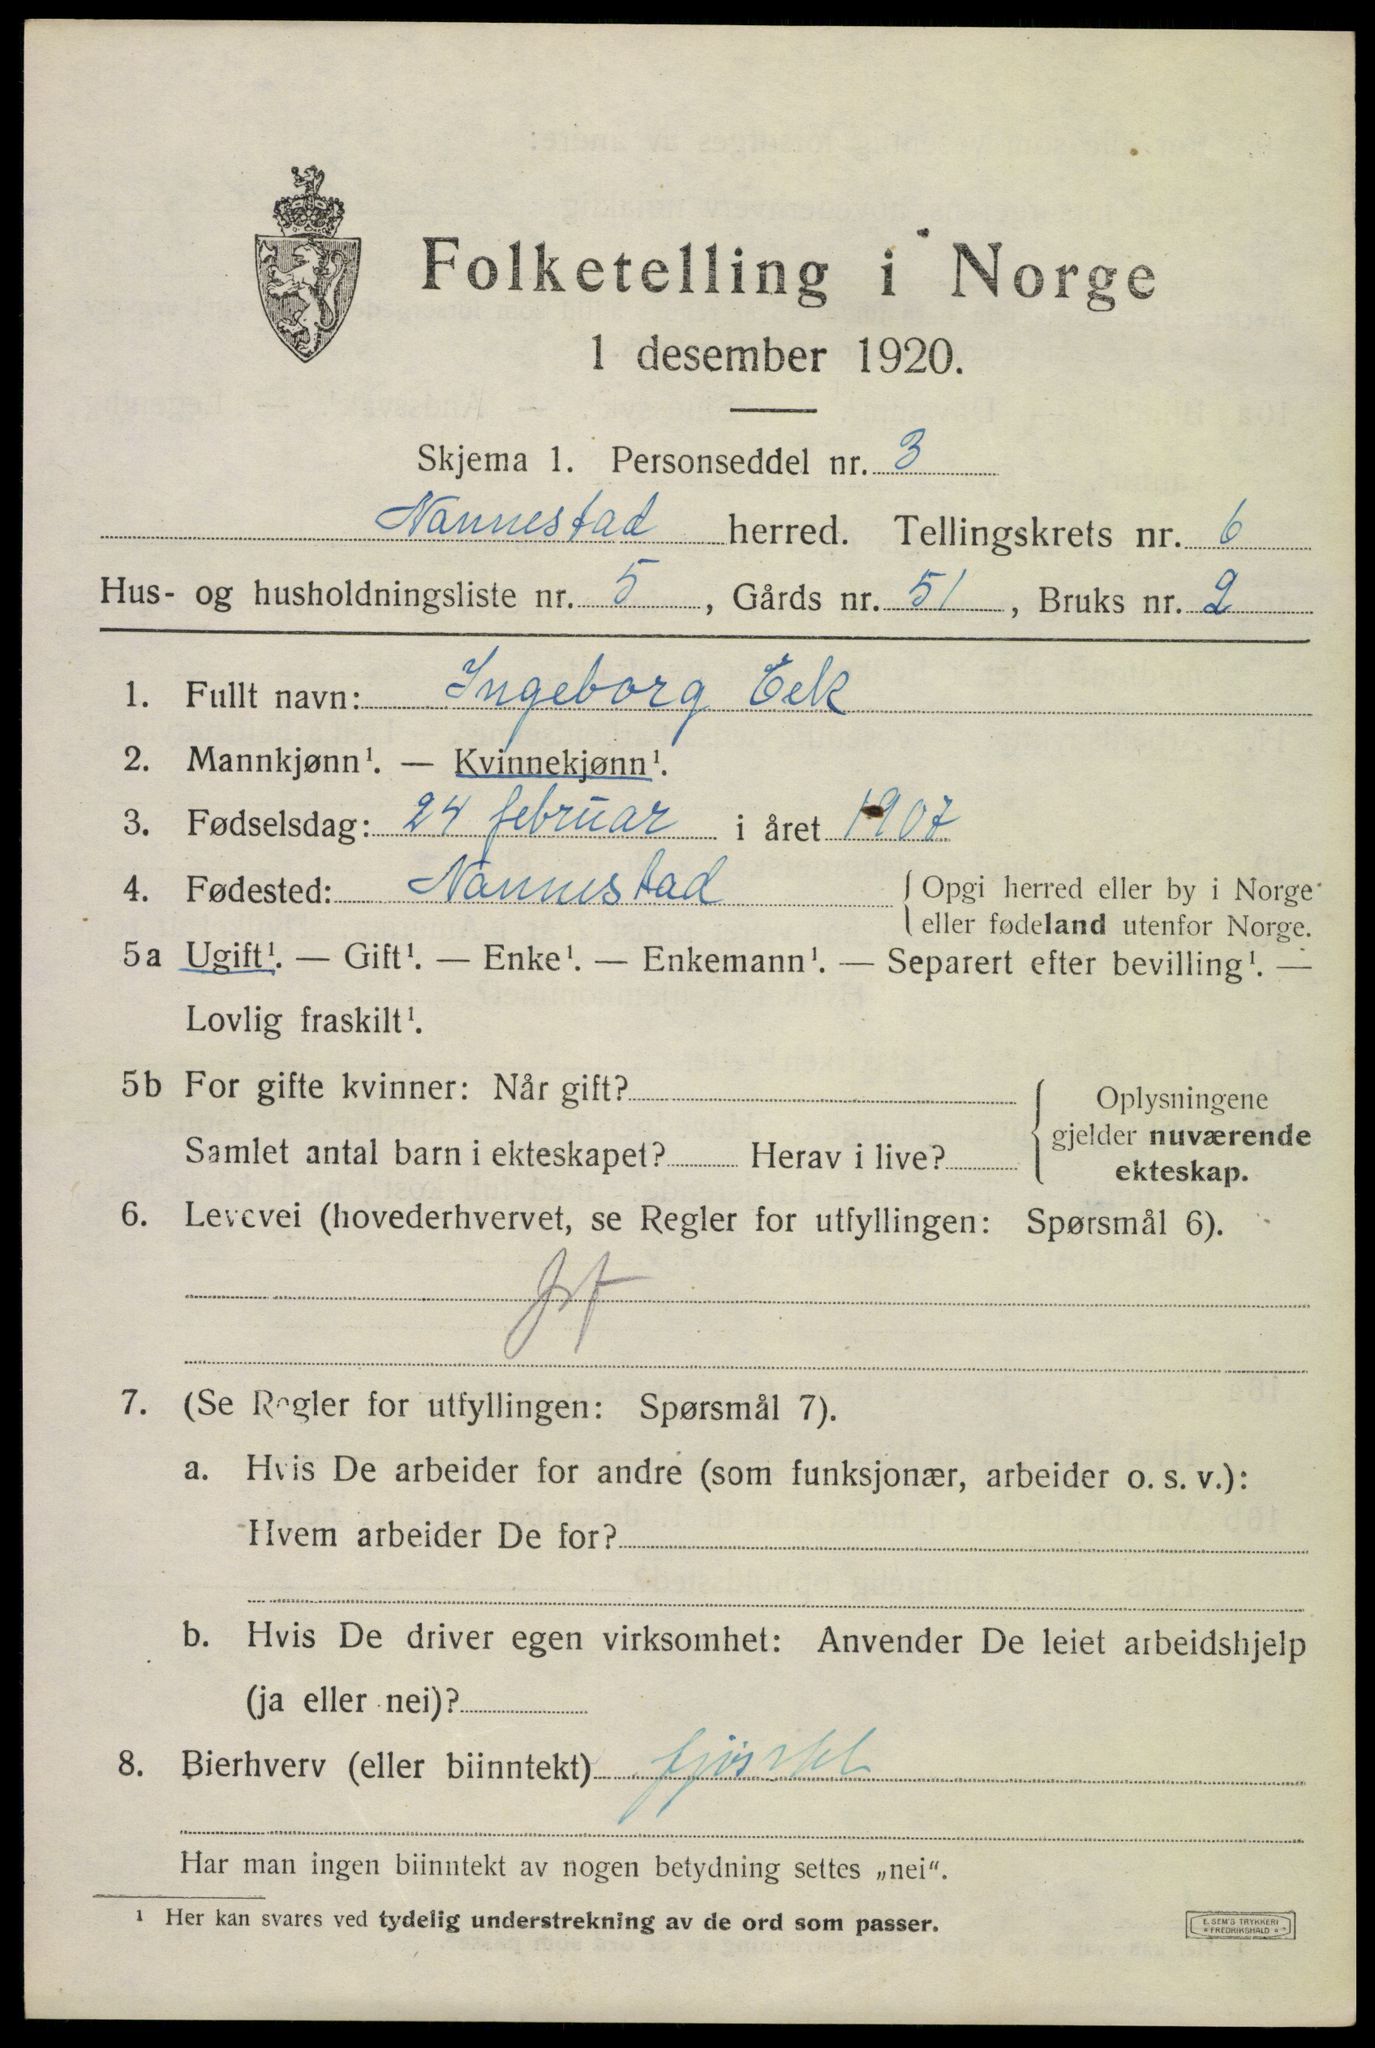 Folketelling i Norge
1 desember 1920.
Skjema 1. Personseddel nr. 3
Nannestad herred. Tellingskrets nr. 6
Hus- og husholdningsliste nr. 5, Gårds nr. 51, Bruks nr. 2
1. Fullt navn: Ingeborg Eek
2. Mannkjønn¹. — Kvinnekjønn¹.
3. Fødselsdag: 24 februar i året 1907
4. Fødested: Nannestad { Opgi herred eller by i Norge
eller fødeland utenfor Norge.
5a Ugift¹. — Gift¹. — Enke¹. — Enkemann¹. — Separert efter bevilling¹. —
Lovlig fraskilt¹.
5b For gifte kvinner: Når gift?
Samlet antal barn i ekteskapet? Herav i live?
Oplysningene
gjelder nuværende
ekteskap.
6. Levevei (hovederhvervet, se Regler for utfyllingen: Spørsmål 6).
7. (Se Regler for utfyllingen: Spørsmål 7).
a. Hvis De arbeider for andre (som funksjonær, arbeider o. s. v.):
Hvem arbeider De for?
b. Hvis De driver egen virksomhet: Anvender De leiet arbeidshjelp
(ja eller nei)?
8. Bierhverv (eller biinntekt)
Har man ingen biinntekt av nogen betydning settes „nei“.
¹ Her kan svares ved tydelig understrekning av de ord som passer.
E. SEM'S TRYKKERI
FREDRIKSHALD